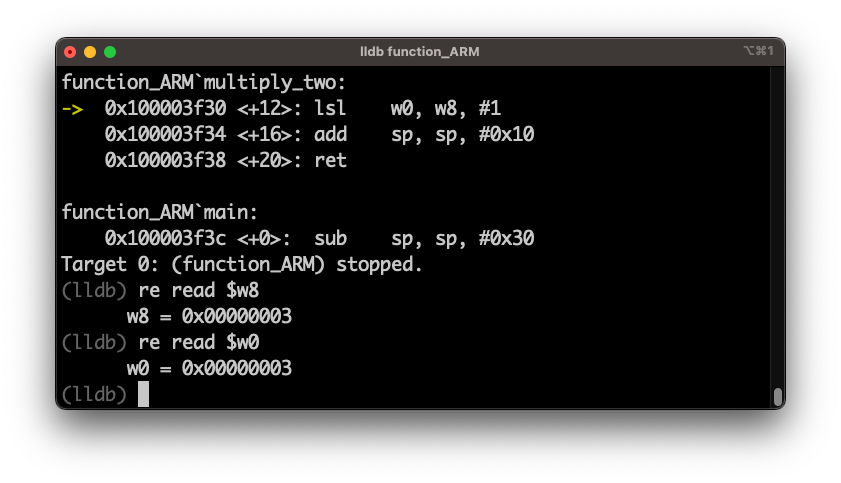 lldb function_ARM
⌥⌘1
function_ARM`multiply_two:
->  0x100003f30 <+12>: lsl    w0, w8, #1
    0x100003f34 <+16>: add    sp, sp, #0x10
    0x100003f38 <+20>: ret

function_ARM`main:
    0x100003f3c <+0>:  sub    sp, sp, #0x30
Target 0: (function_ARM) stopped.
(lldb) re read $w8
      w8 = 0x00000003
(lldb) re read $w0
      w0 = 0x00000003
(lldb)